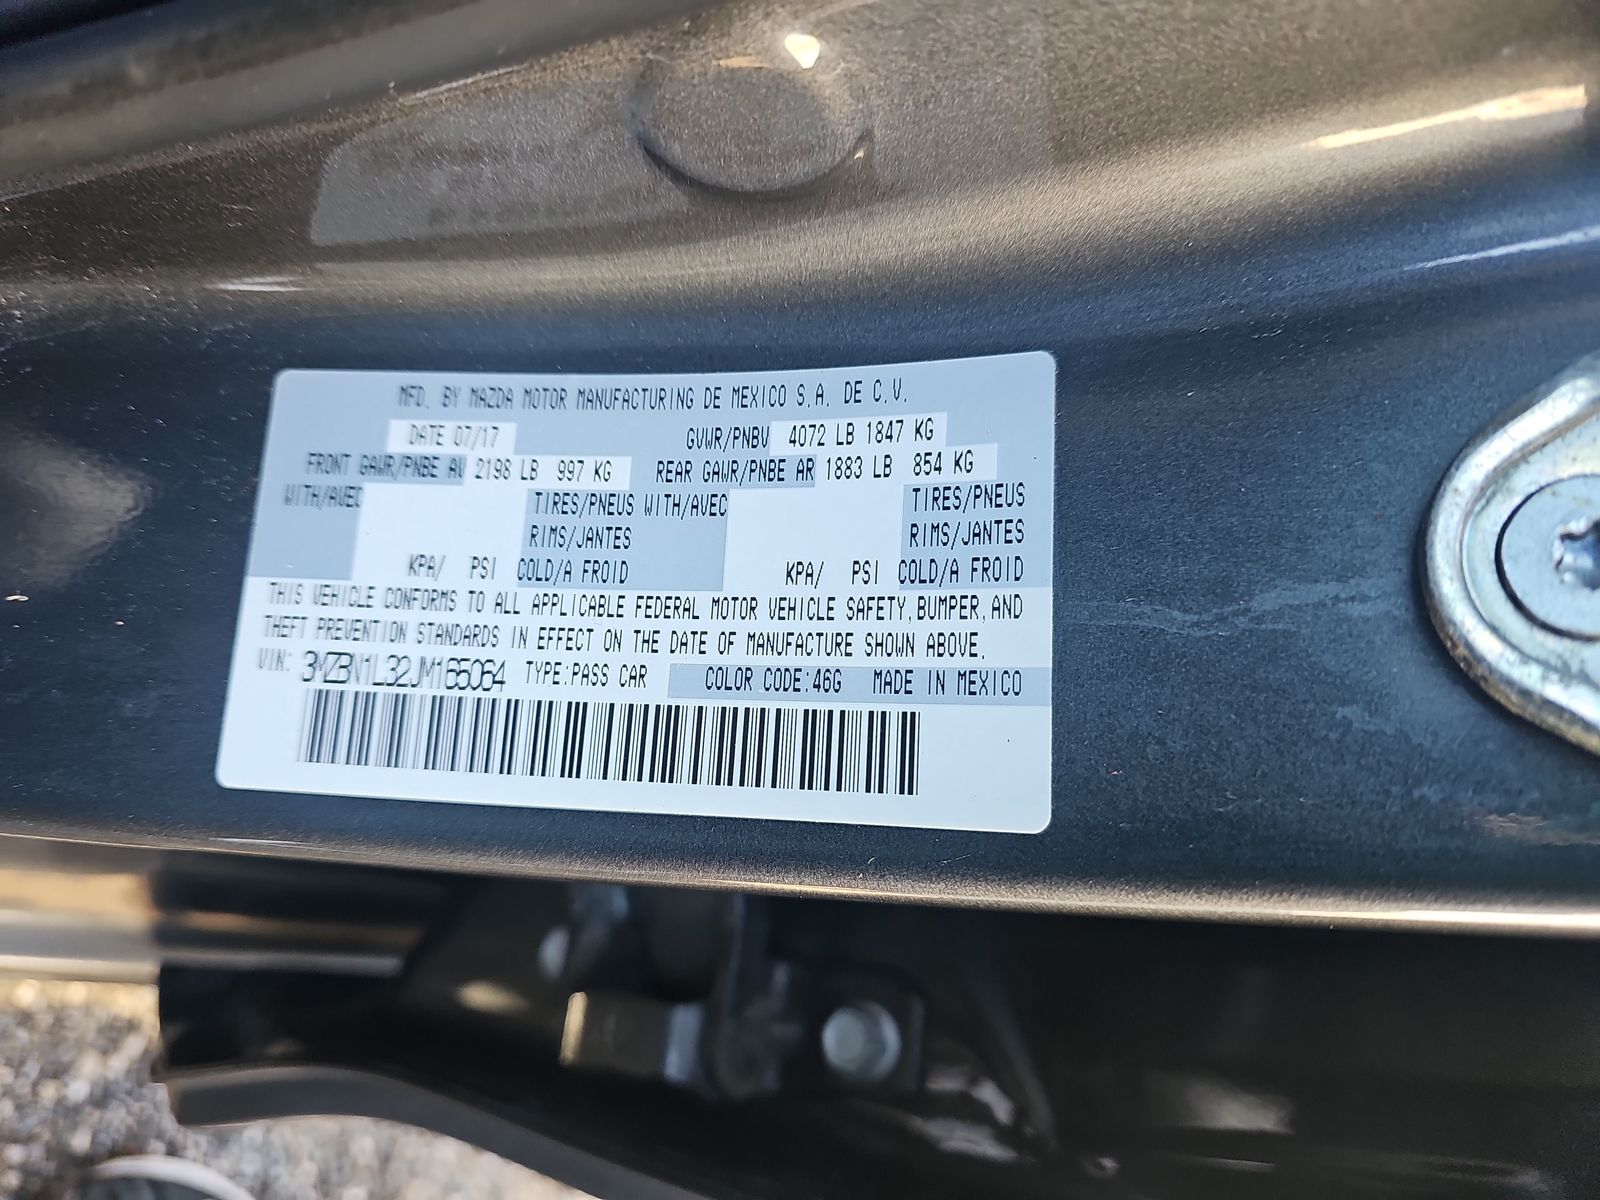 MFD. BY MAZDA MOTOR MANUFACTURING DE MEXICO S.A. DE C.V.
DATE 07/17 GVWR/PNBV 4072 LB 1847 KG
FRONT GAWR/PNBE AV 2198 LB 997 KG REAR GAWR/PNBE AR 1883 LB 854 KG
WITH/AVEC TIRES/PNEUS WITH/AVEC TIRES/PNEUS
RIMS/JANTES RIMS/JANTES
KPA/ PSI COLD/A FROID KPA/ PSI COLD/A FROID
THIS VEHICLE CONFORMS TO ALL APPLICABLE FEDERAL MOTOR VEHICLE SAFETY, BUMPER, AND
THEFT PREVENTION STANDARDS IN EFFECT ON THE DATE OF MANUFACTURE SHOWN ABOVE.
VIN: 3MZBN1L32JM165064 TYPE:PASS CAR COLOR CODE:46G MADE IN MEXICO